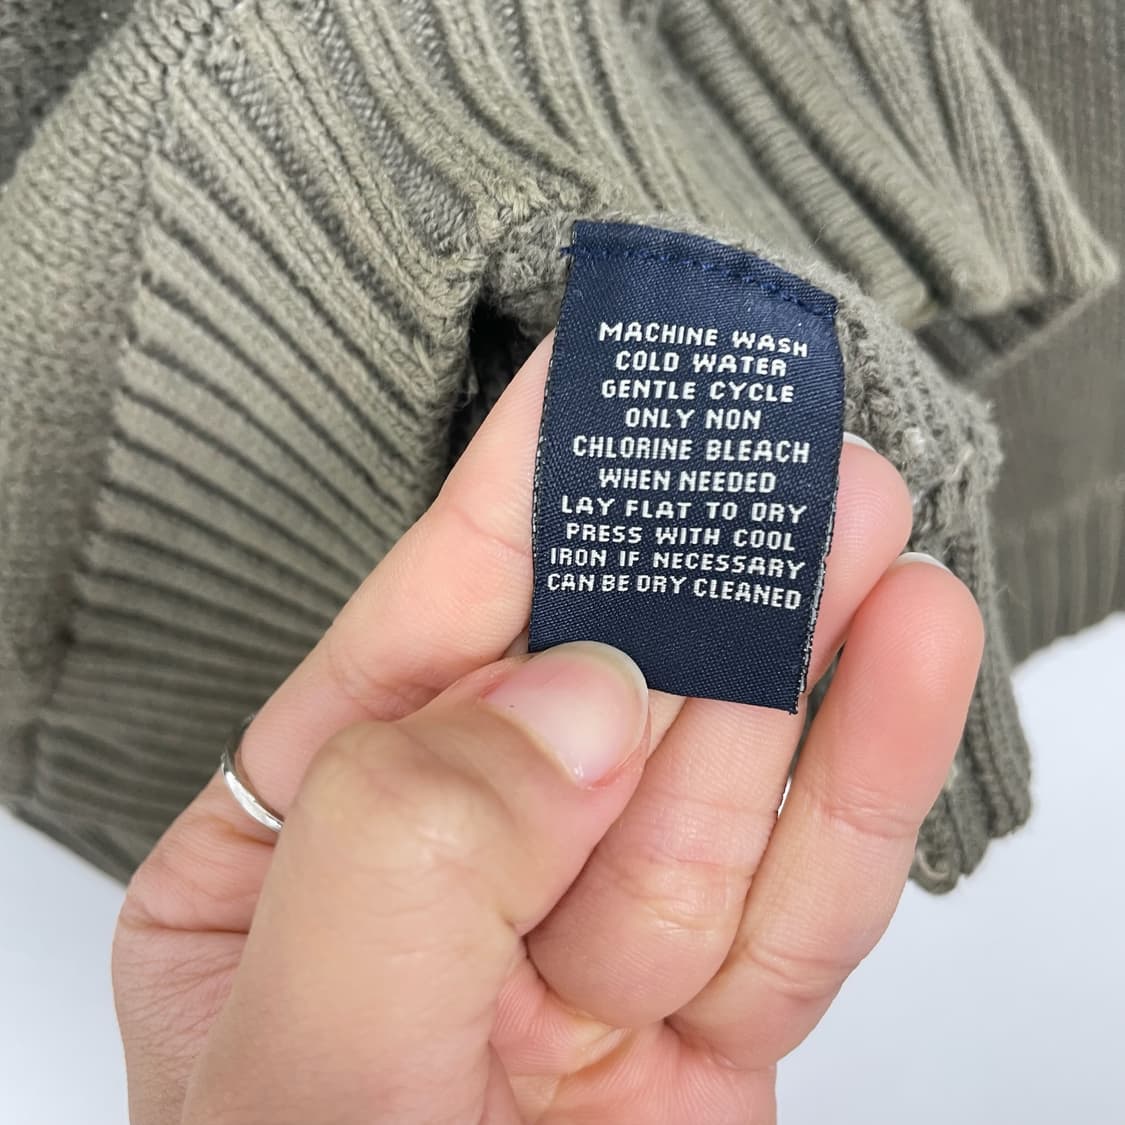 MACHINE WASH
COLD WATER
GENTLE CYCLE
ONLY NON
CHLORINE BLEACH
WHEN NEEDED
LAY FLAT TO DRY
PRESS WITH COOL
IRON IF NECESSARY
CAN BE DRY CLEANED